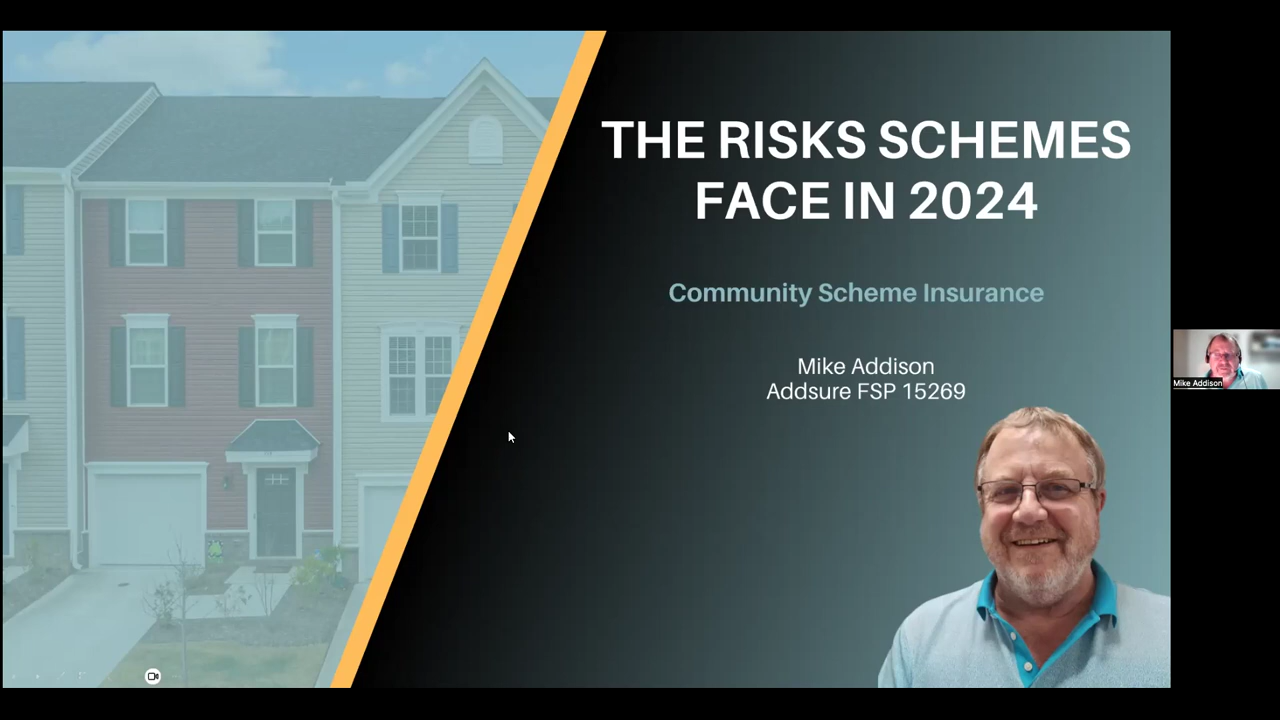 THE RISKS SCHEMES
FACE IN 2024
Community Scheme Insurance
Mike Addison
Addsure FSP 15269
Mike Addison